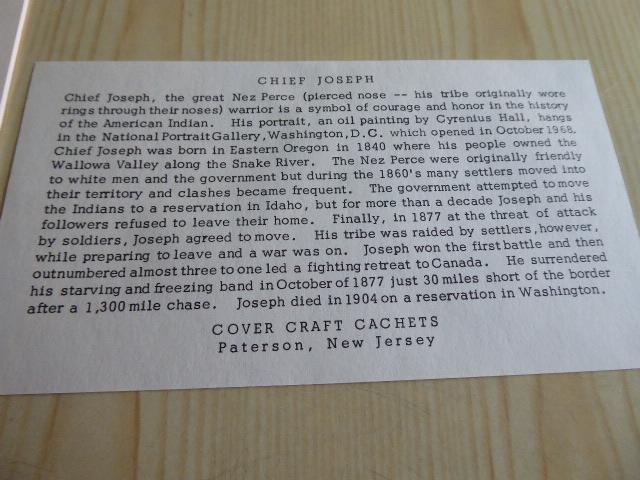 CHIEF JOSEPH
Chief Joseph, the great Nez Perce (pierced nose -- his tribe originally wore
rings through their noses) warrior is a symbol of courage and honor in the history
of the American Indian. His portrait, an oil painting by Cyrenius Hall, hangs
in the National Portrait Gallery, Washington, D.C. which opened in October 1968.
Chief Joseph was born in Eastern Oregon in 1840 where his people owned the
Wallowa Valley along the Snake River. The Nez Perce were originally friendly
to white men and the government but during the 1860's many settlers moved into
their territory and clashes became frequent. The government attempted to move
the Indians to a reservation in Idaho, but for more than a decade Joseph and his
followers refused to leave their home. Finally, in 1877 at the threat of attack
by soldiers, Joseph agreed to move. His tribe was raided by settlers, however,
while preparing to leave and a war was on. Joseph won the first battle and then
outnumbered almost three to one led a fighting retreat to Canada. He surrendered
his starving and freezing band in October of 1877 just 30 miles short of the border
after a 1,300 mile chase. Joseph died in 1904 on a reservation in Washington.
COVER CRAFT CACHETS
Paterson, New Jersey